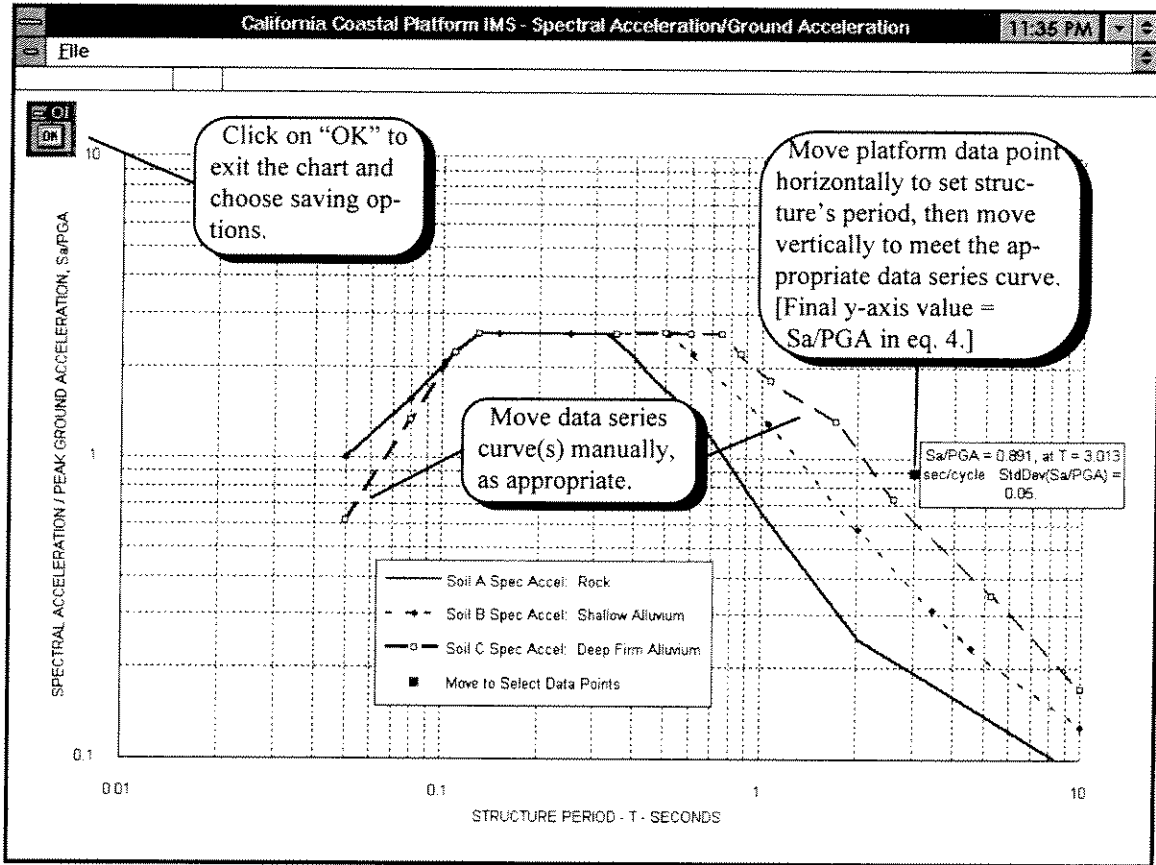 California Coastal Platform IMS - Spectral Acceleration/Ground Acceleration
11:35 PM
File
OK
Click on "OK" to
exit the chart and
choose saving op-
tions.
Move platform data point
horizontally to set struc-
ture's period, then move
vertically to meet the ap-
propriate data series curve.
[Final y-axis value =
Sa/PGA in eq. 4.]
Move data series
curve(s) manually,
as appropriate.
Sa/PGA = 0.891, at T = 3.013
sec/cycle StdDev(Sa/PGA) =
0.05.
SPECTRAL ACCELERATION / PEAK GROUND ACCELERATION, Sa/PGA
10
1
0.1
Soil A Spec Accel: Rock
Soil B Spec Accel: Shallow Alluvium
Soil C Spec Accel: Deep Firm Alluvium
Move to Select Data Points
0.01
0.1
1
10
STRUCTURE PERIOD - T - SECONDS